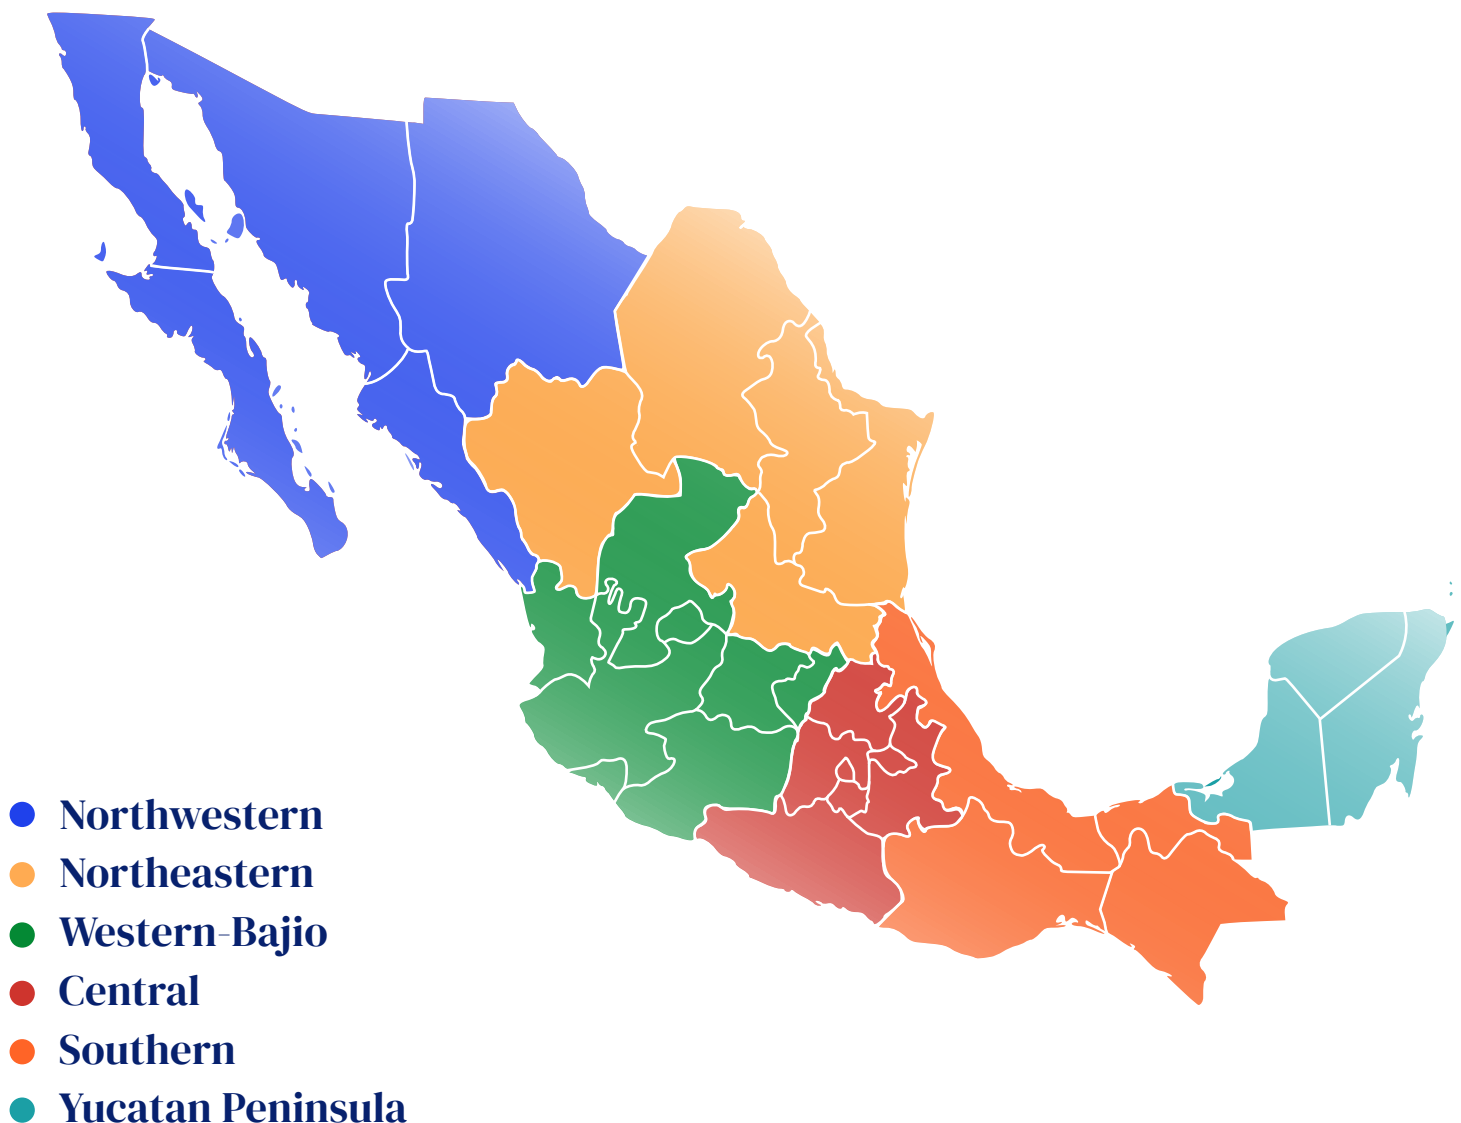 Northwestern
Northeastern
Western-Bajio
Central
Southern
Yucatan Peninsula